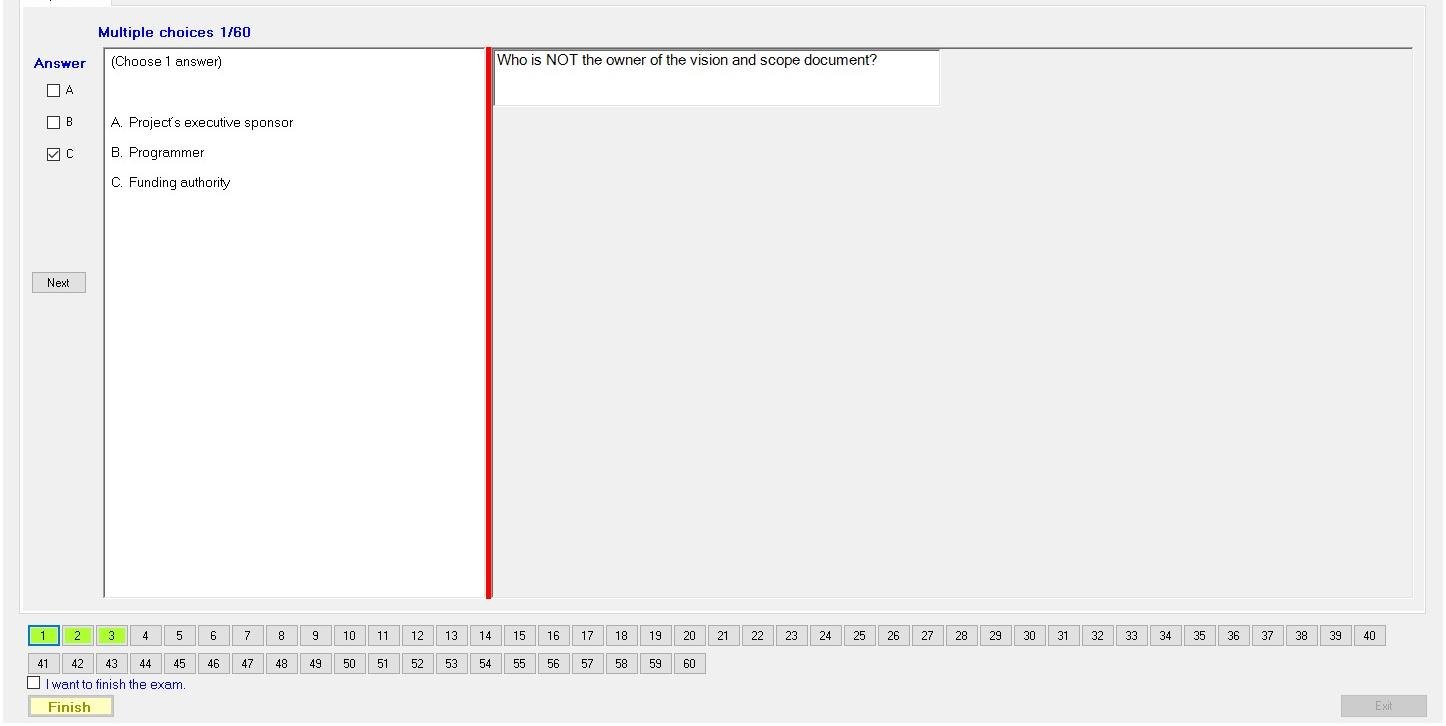 Multiple choices 1/60
Answer
A
B
C
Next
(Choose 1 answer)
A. Project's executive sponsor
B. Programmer
C. Funding authority
Who is NOT the owner of the vision and scope document?
1 2 3 4 5 6 7 8 9 10 11 12 13 14 15 16 17 18 19 20 21 22 23 24 25 26 27 28 29 30 31 32 33 34 35 36 37 38 39 40
41 42 43 44 45 46 47 48 49 50 51 52 53 54 55 56 57 58 59 60
I want to finish the exam.
Finish
Exit